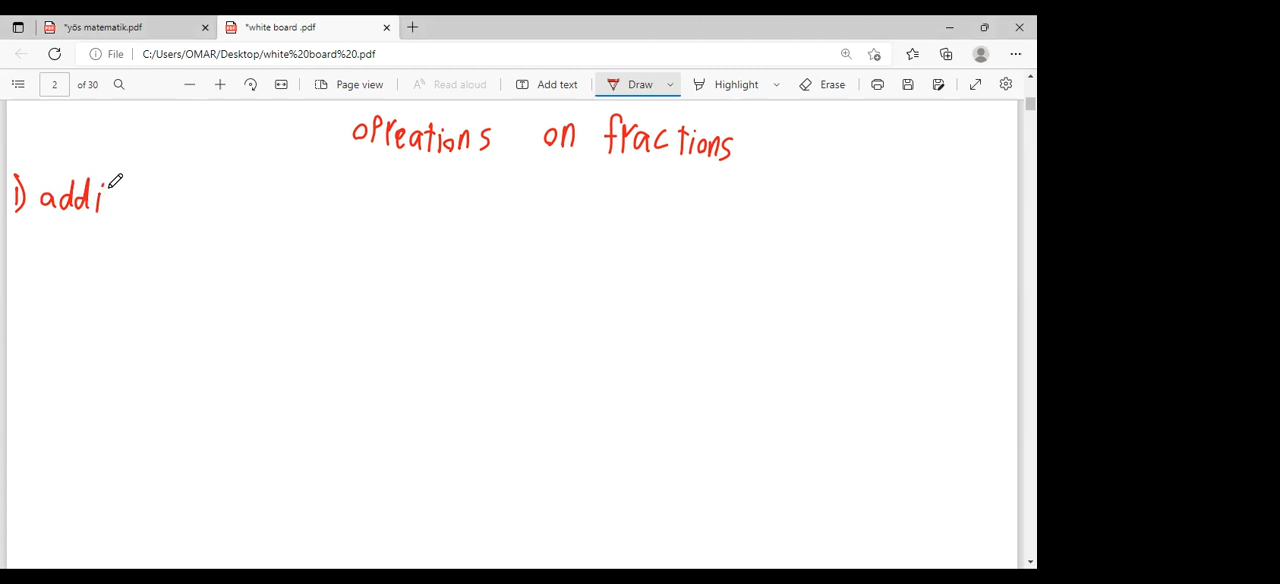 *yös matematik.pdf *white board .pdf
File C:/Users/OMAR/Desktop/white%20board%20.pdf
2 of 30 Page view Read aloud Add text Draw Highlight Erase
opreations on fractions
1) addi